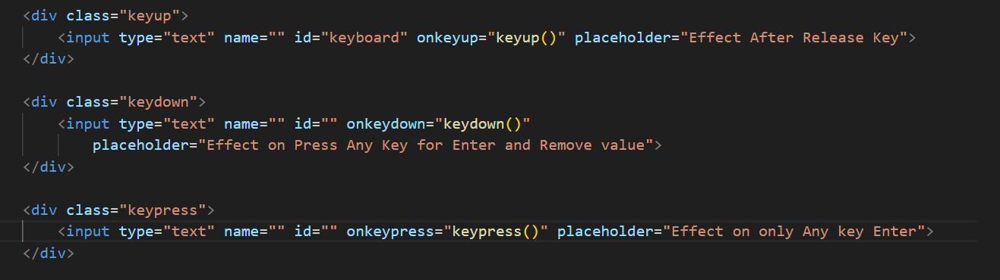 <div class="keyup">
<input type="text" name="" id="keyboard" onkeyup="keyup()" placeholder="Effect After Release Key">
</div>
<div class="keydown">
<input type="text" name="" id="" onkeydown="keydown()"
placeholder="Effect on Press Any Key for Enter and Remove value">
</div>
<div class="keypress">
<input type="text" name="" id="" onkeypress="keypress()" placeholder="Effect on only Any key Enter">
</div>